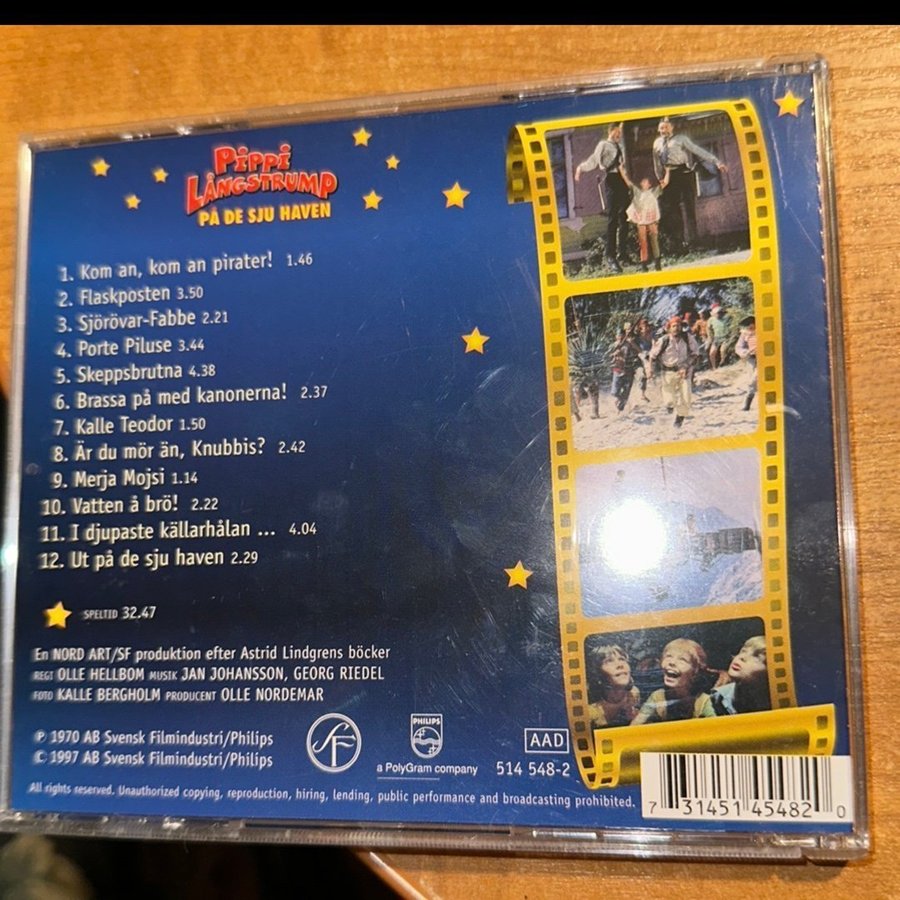 PiPPi
LÅNGSTRUMP
PÅ DE SJU HAVEN
1. Kom an, kom an pirater! 1.46
2. Flaskposten 3.50
3. Sjörövar-Fabbe 2.21
4. Porte Piluse 3.44
5. Skeppsbrutna 4.38
6. Brassa på med kanonerna! 2.37
7. Kalle Teodor 1.50
8. Är du mör än, Knubbis? 2.42
9. Merja Mojsi 1.14
10. Vatten å brö! 2.22
11. I djupaste källarhålan ... 4.04
12. Ut på de sju haven 2.29
SPELTID 32.47
En NORD ART/SF produktion efter Astrid Lindgrens böcker
REGI OLLE HELLBOM MUSIK JAN JOHANSSON, GEORG RIEDEL
FOTO KALLE BERGHOLM PRODUCENT OLLE NORDEMAR
℗ 1970 AB Svensk Filmindustri/Philips
© 1997 AB Svensk Filmindustri/Philips
SF
PHILIPS
a PolyGram company
AAD
514 548-2
All rights reserved. Unauthorized copying, reproduction, hiring, lending, public performance and broadcasting prohibited.
7 31451 45482 0